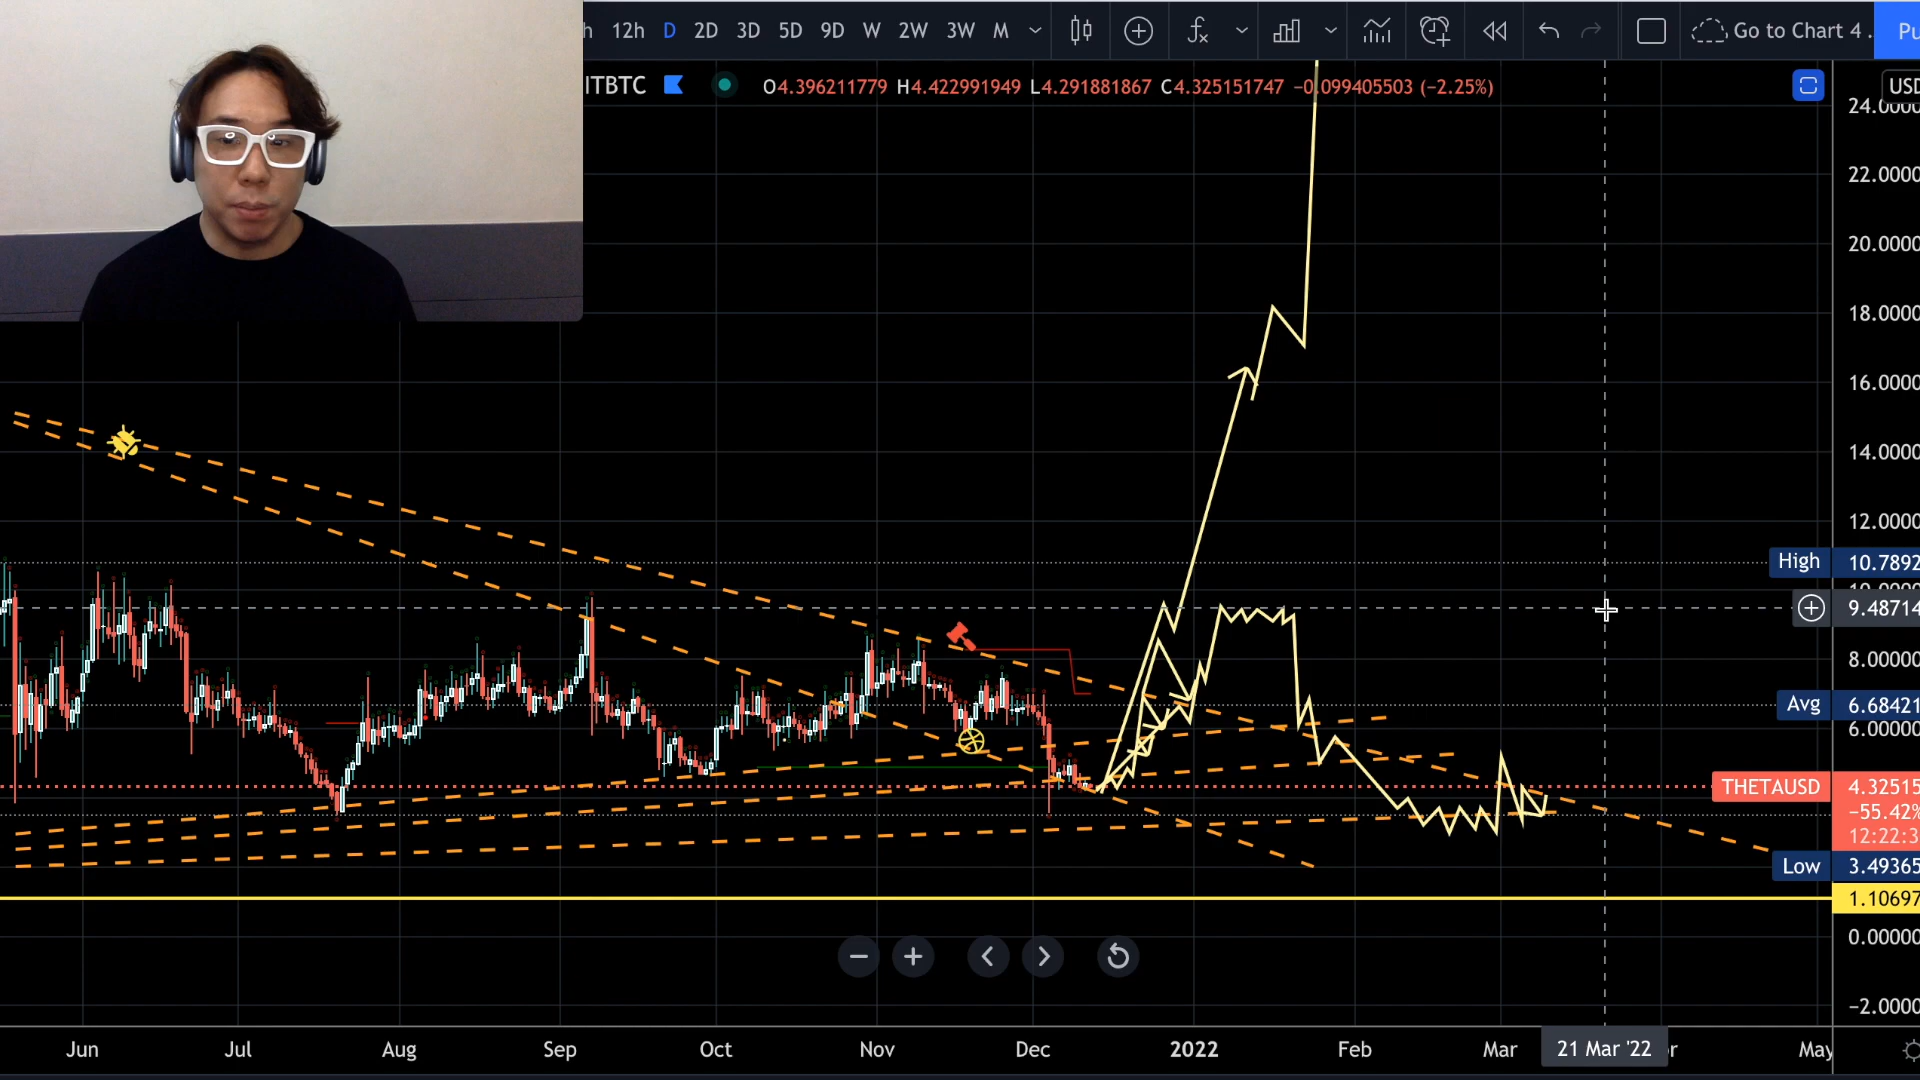 h 12h D 2D 3D 5D 9D W 2W 3W M Go to Chart 4 . Pu
ITBTC O4.396211779 H4.422991949 L4.291881867 C4.325151747 −0.099405503 (−2.25%) USD
24.0000
22.0000
20.0000
18.0000
16.0000
14.0000
12.0000
High 10.7892
9.48714
8.00000
Avg 6.68421
6.00000
THETAUSD 4.32515
−55.42%
12:22:3
Low 3.49365
1.10697
0.00000
−2.0000
Jun Jul Aug Sep Oct Nov Dec 2022 Feb Mar 21 Mar '22 r May